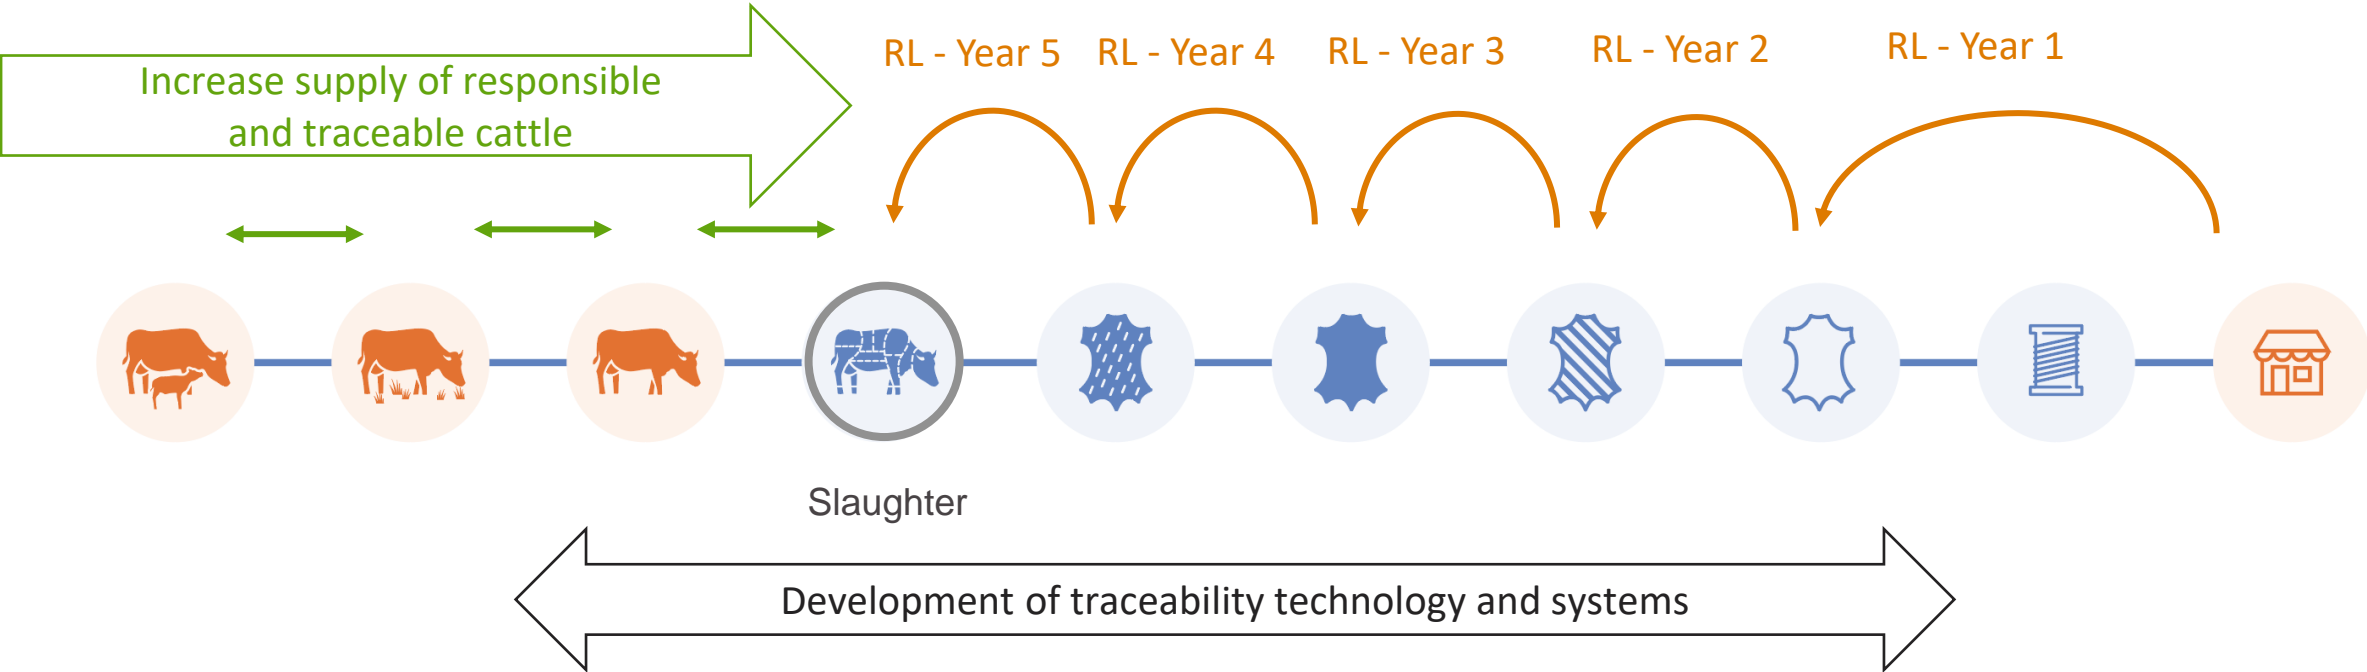 Increase supply of responsible
and traceable cattle
RL - Year 5
RL - Year 4
RL - Year 3
RL - Year 2
RL - Year 1
Slaughter
Development of traceability technology and systems